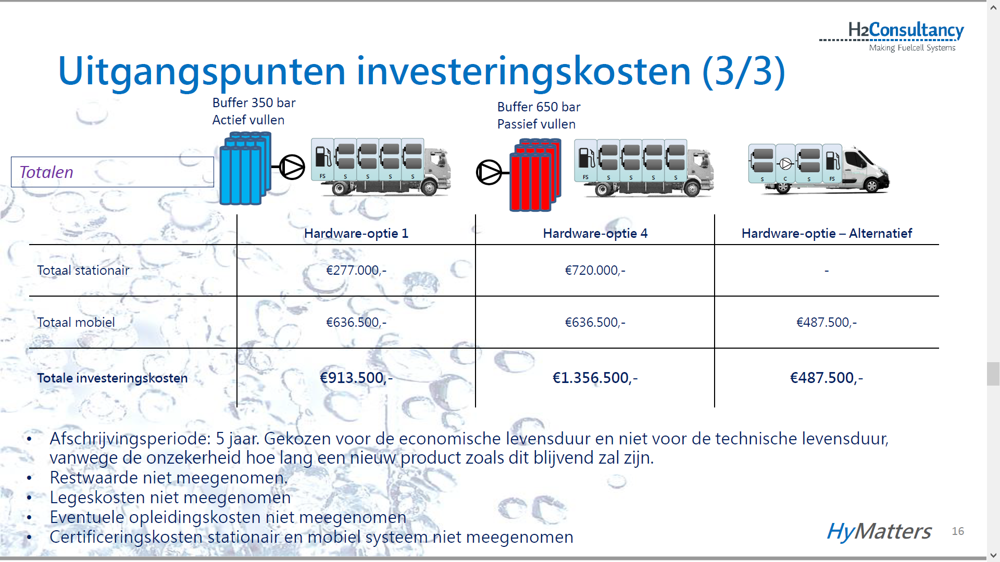 H2Consultancy
Making Fuelcell Systems
Uitgangspunten investeringskosten (3/3)
Buffer 350 bar
Actief vullen
Buffer 650 bar
Passief vullen
Totalen
FS S S S S
FS S S S S
S C S FS
Hardware-optie 1 Hardware-optie 4 Hardware-optie – Alternatief
Totaal stationair €277.000,- €720.000,- -
Totaal mobiel €636.500,- €636.500,- €487.500,-
Totale investeringskosten €913.500,- €1.356.500,- €487.500,-
• Afschrijvingsperiode: 5 jaar. Gekozen voor de economische levensduur en niet voor de technische levensduur,
vanwege de onzekerheid hoe lang een nieuw product zoals dit blijvend zal zijn.
• Restwaarde niet meegenomen.
• Legeskosten niet meegenomen
• Eventuele opleidingskosten niet meegenomen
• Certificeringskosten stationair en mobiel systeem niet meegenomen
HyMatters 16